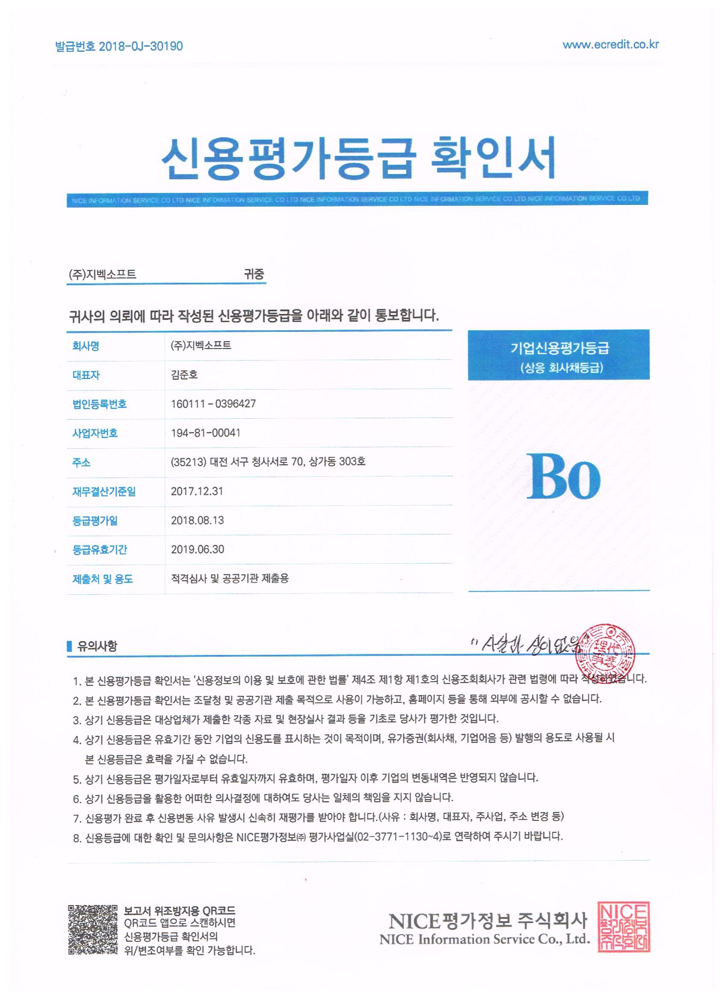 발급번호 2018-0J-30190
www.ecredit.co.kr
신용평가등급 확인서
NICE INFORMATION SERVICE CO LTD NICE INFORMATION SERVICE CO LTD NICE INFORMATION SERVICE CO LTD NICE INFORMATION SERVICE CO LTD NICE INFORMATION SERVICE CO LTD
(주)지벡소프트 귀중
귀사의 의뢰에 따라 작성된 신용평가등급을 아래와 같이 통보합니다.
회사명 (주)지벡소프트
대표자 김준호
법인등록번호 160111-0396427
사업자번호 194-81-00041
주소 (35213) 대전 서구 청사서로 70, 상가동 303호
재무결산기준일 2017.12.31
등급평가일 2018.08.13
등급유효기간 2019.06.30
제출처 및 용도 적격심사 및 공공기관 제출용
기업신용평가등급
(상응 회사채등급)
Bo
유의사항
"사실과 상이없음"
1. 본 신용평가등급 확인서는 '신용정보의 이용 및 보호에 관한 법률' 제4조 제1항 제1호의 신용조회회사가 관련 법령에 따라 작성하였습니다.
2. 본 신용평가등급 확인서는 조달청 및 공공기관 제출 목적으로 사용이 가능하고, 홈페이지 등을 통해 외부에 공시할 수 없습니다.
3. 상기 신용등급은 대상업체가 제출한 각종 자료 및 현장실사 결과 등을 기초로 당사가 평가한 것입니다.
4. 상기 신용등급은 유효기간 동안 기업의 신용도를 표시하는 것이 목적이며, 유가증권(회사채, 기업어음 등) 발행의 용도로 사용될 시
본 신용등급은 효력을 가질 수 없습니다.
5. 상기 신용등급은 평가일자로부터 유효일자까지 유효하며, 평가일자 이후 기업의 변동내역은 반영되지 않습니다.
6. 상기 신용등급을 활용한 어떠한 의사결정에 대하여도 당사는 일체의 책임을 지지 않습니다.
7. 신용평가 완료 후 신용변동 사유 발생시 신속히 재평가를 받아야 합니다.(사유 : 회사명, 대표자, 주사업, 주소 변경 등)
8. 신용등급에 대한 확인 및 문의사항은 NICE평가정보㈜ 평가사업실(02-3771-1130~4)로 연락하여 주시기 바랍니다.
보고서 위조방지용 QR코드
QR코드 앱으로 스캔하시면
신용평가등급 확인서의
위/변조여부를 확인 가능합니다.
NICE평가정보 주식회사
NICE Information Service Co., Ltd.
NICE